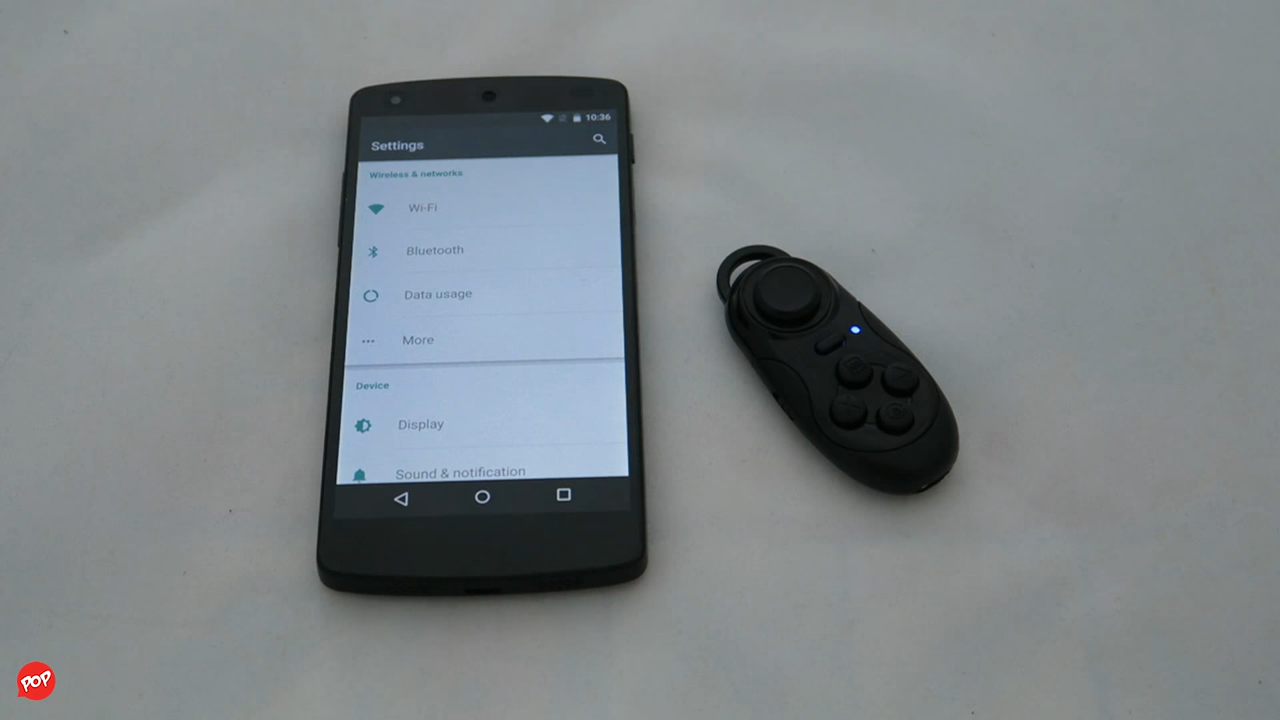 10:36
Settings
Wireless & networks
Wi-Fi
Bluetooth
Data usage
More
Device
Display
Sound & notification
POP